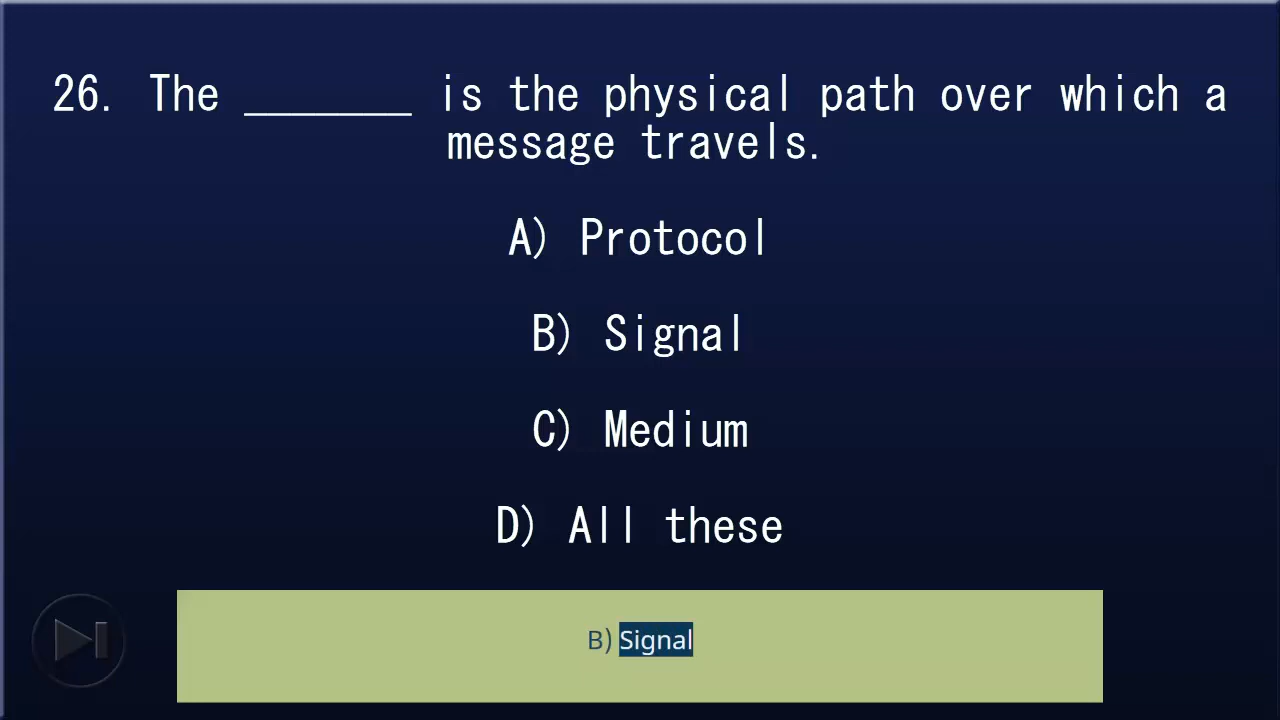 26. The _______ is the physical path over which a
message travels.
A) Protocol
B) Signal
C) Medium
D) All these
B) Signal